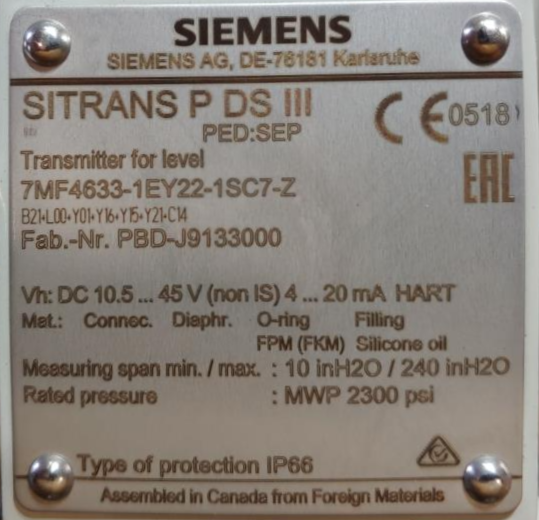 SIEMENS
SIEMENS AG, DE-76181 Karlsruhe
SITRANS P DS III
PED:SEP
CE 0518
Transmitter for level
7MF4633-1EY22-1SC7-Z
EAC
B21+L00+Y01+Y16+Y15+Y21+C14
Fab.-Nr. PBD-J9133000
Vh: DC 10.5 ... 45 V (non IS) 4 ... 20 mA HART
Mat.: Connec. Diaphr. O-ring Filling
FPM (FKM) Silicone oil
Measuring span min. / max. : 10 inH2O / 240 inH2O
Rated pressure : MWP 2300 psi
Type of protection IP66
Assembled in Canada from Foreign Materials